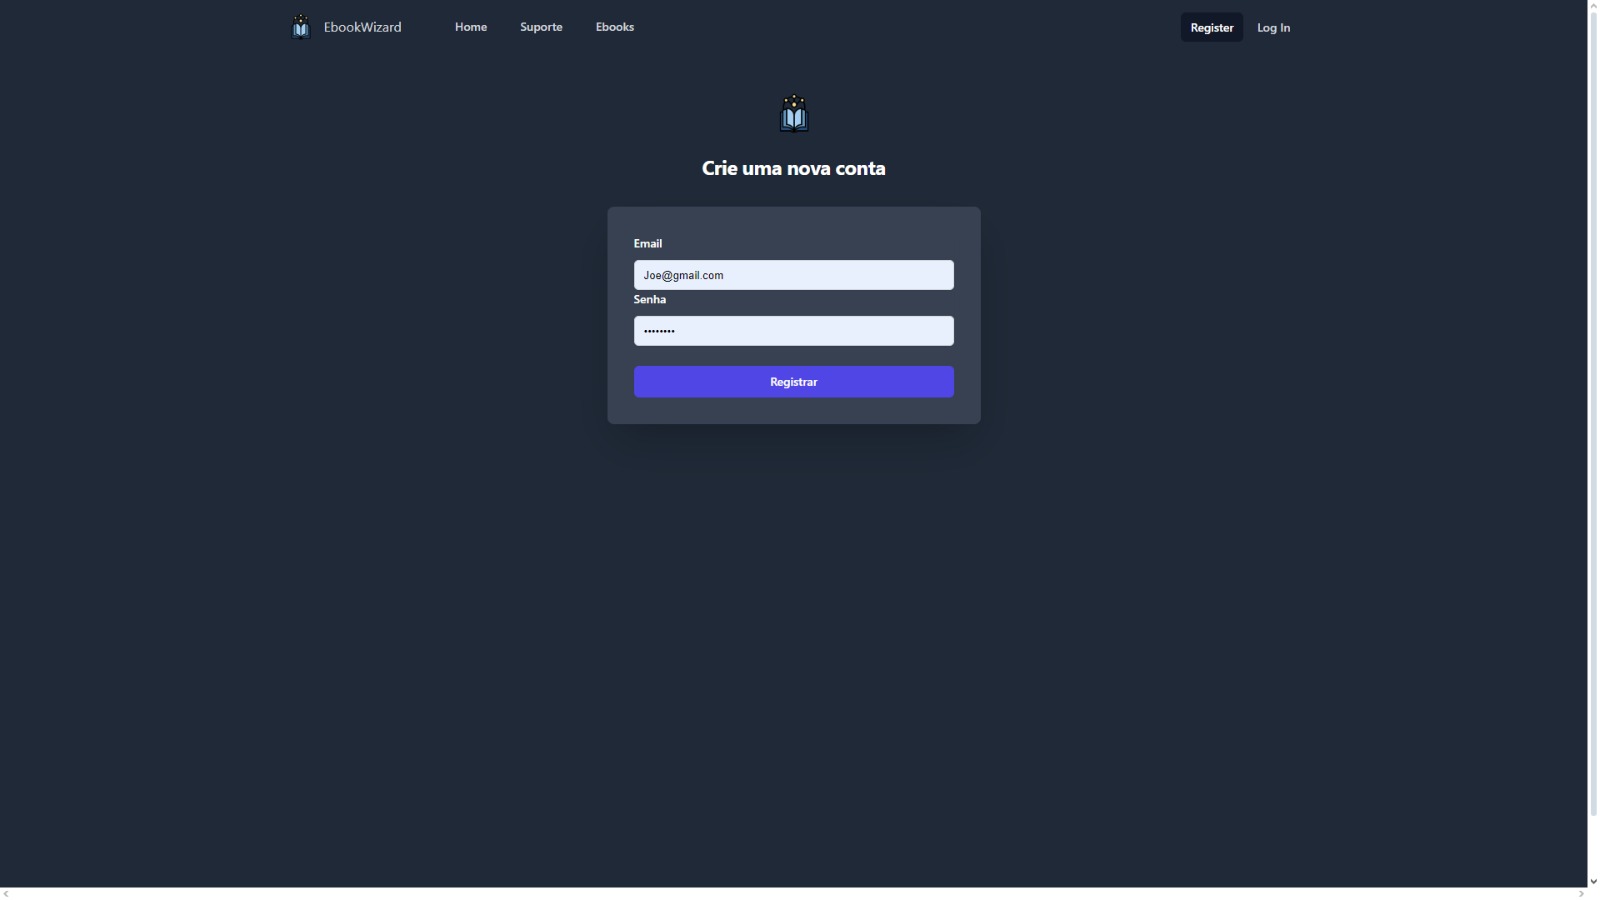 EbookWizard Home Suporte Ebooks Register Log In
Crie uma nova conta
Email
Joe@gmail.com
Senha
••••••••
Registrar